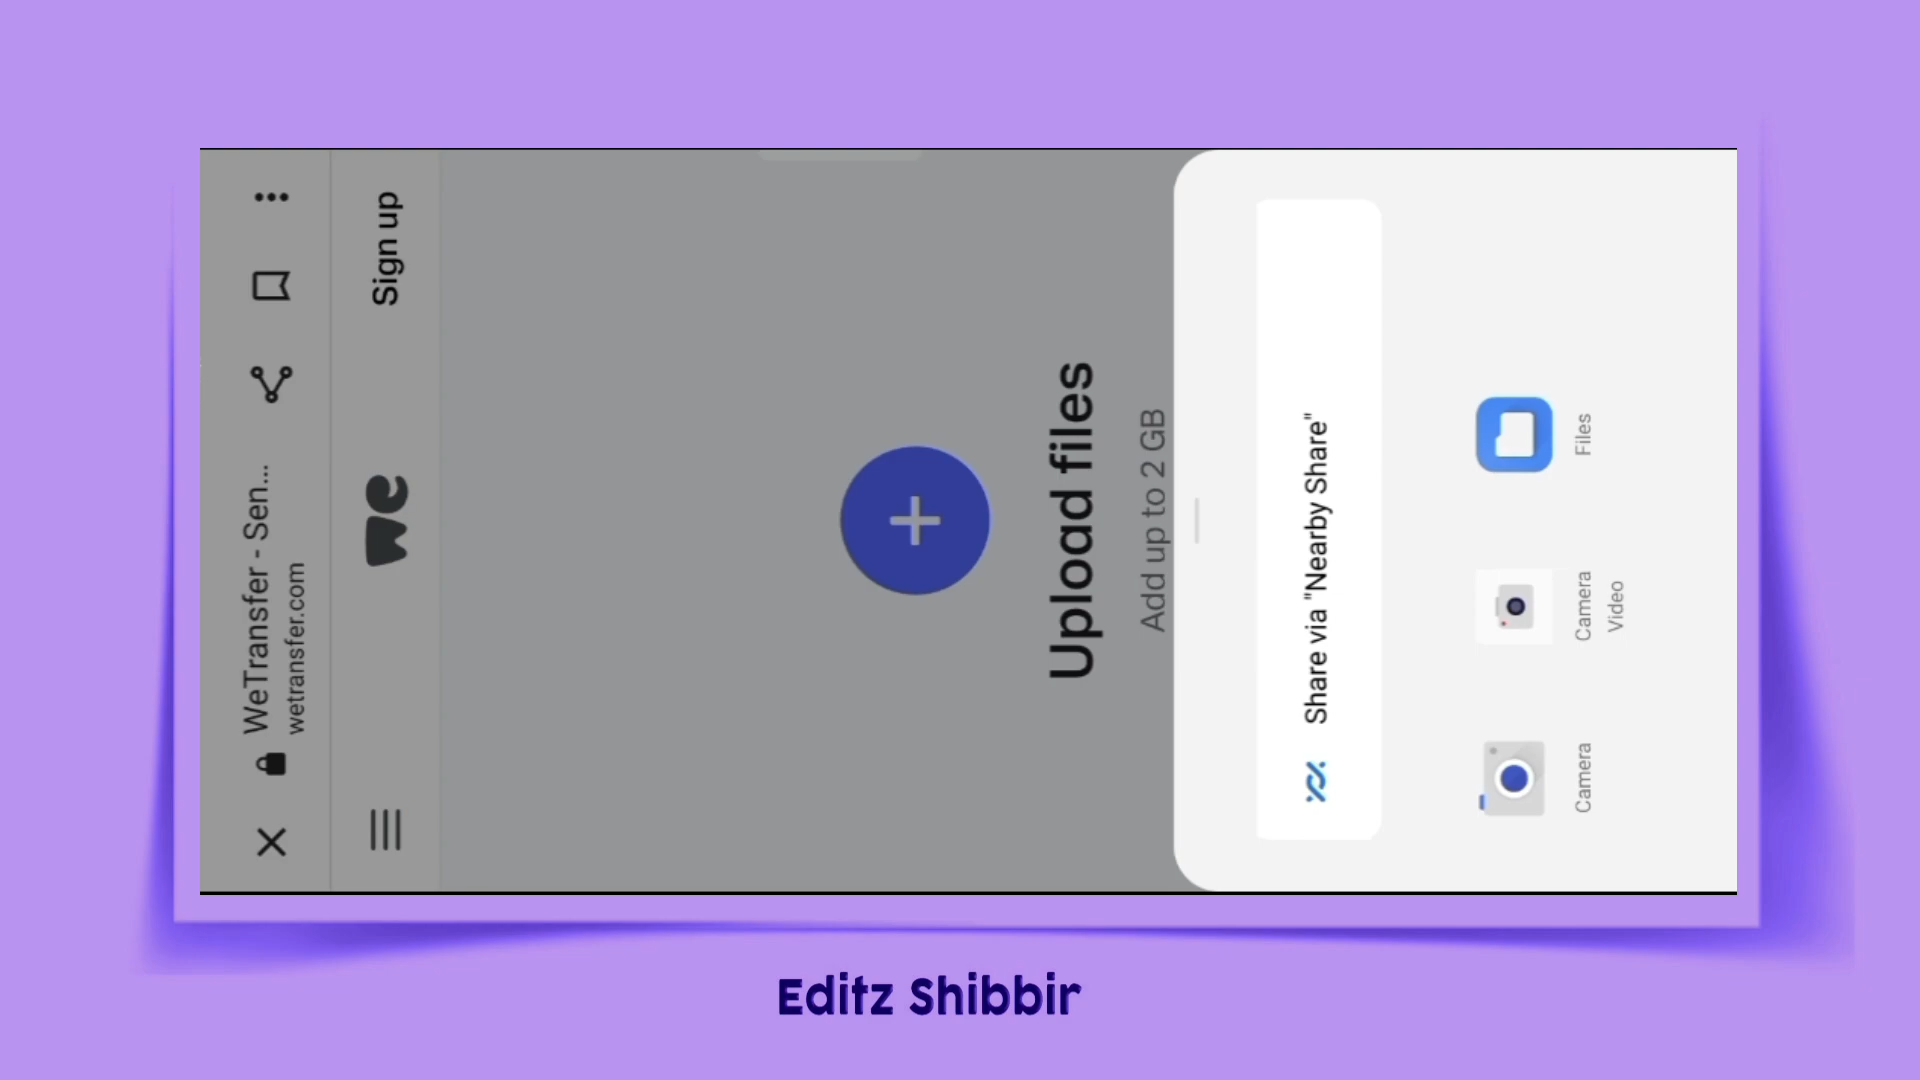 WeTransfer - Sen...
wetransfer.com
we
Sign up
Upload files
Add up to 2 GB
Share via "Nearby Share"
Camera
Camera
Video
Files
Editz Shibbir